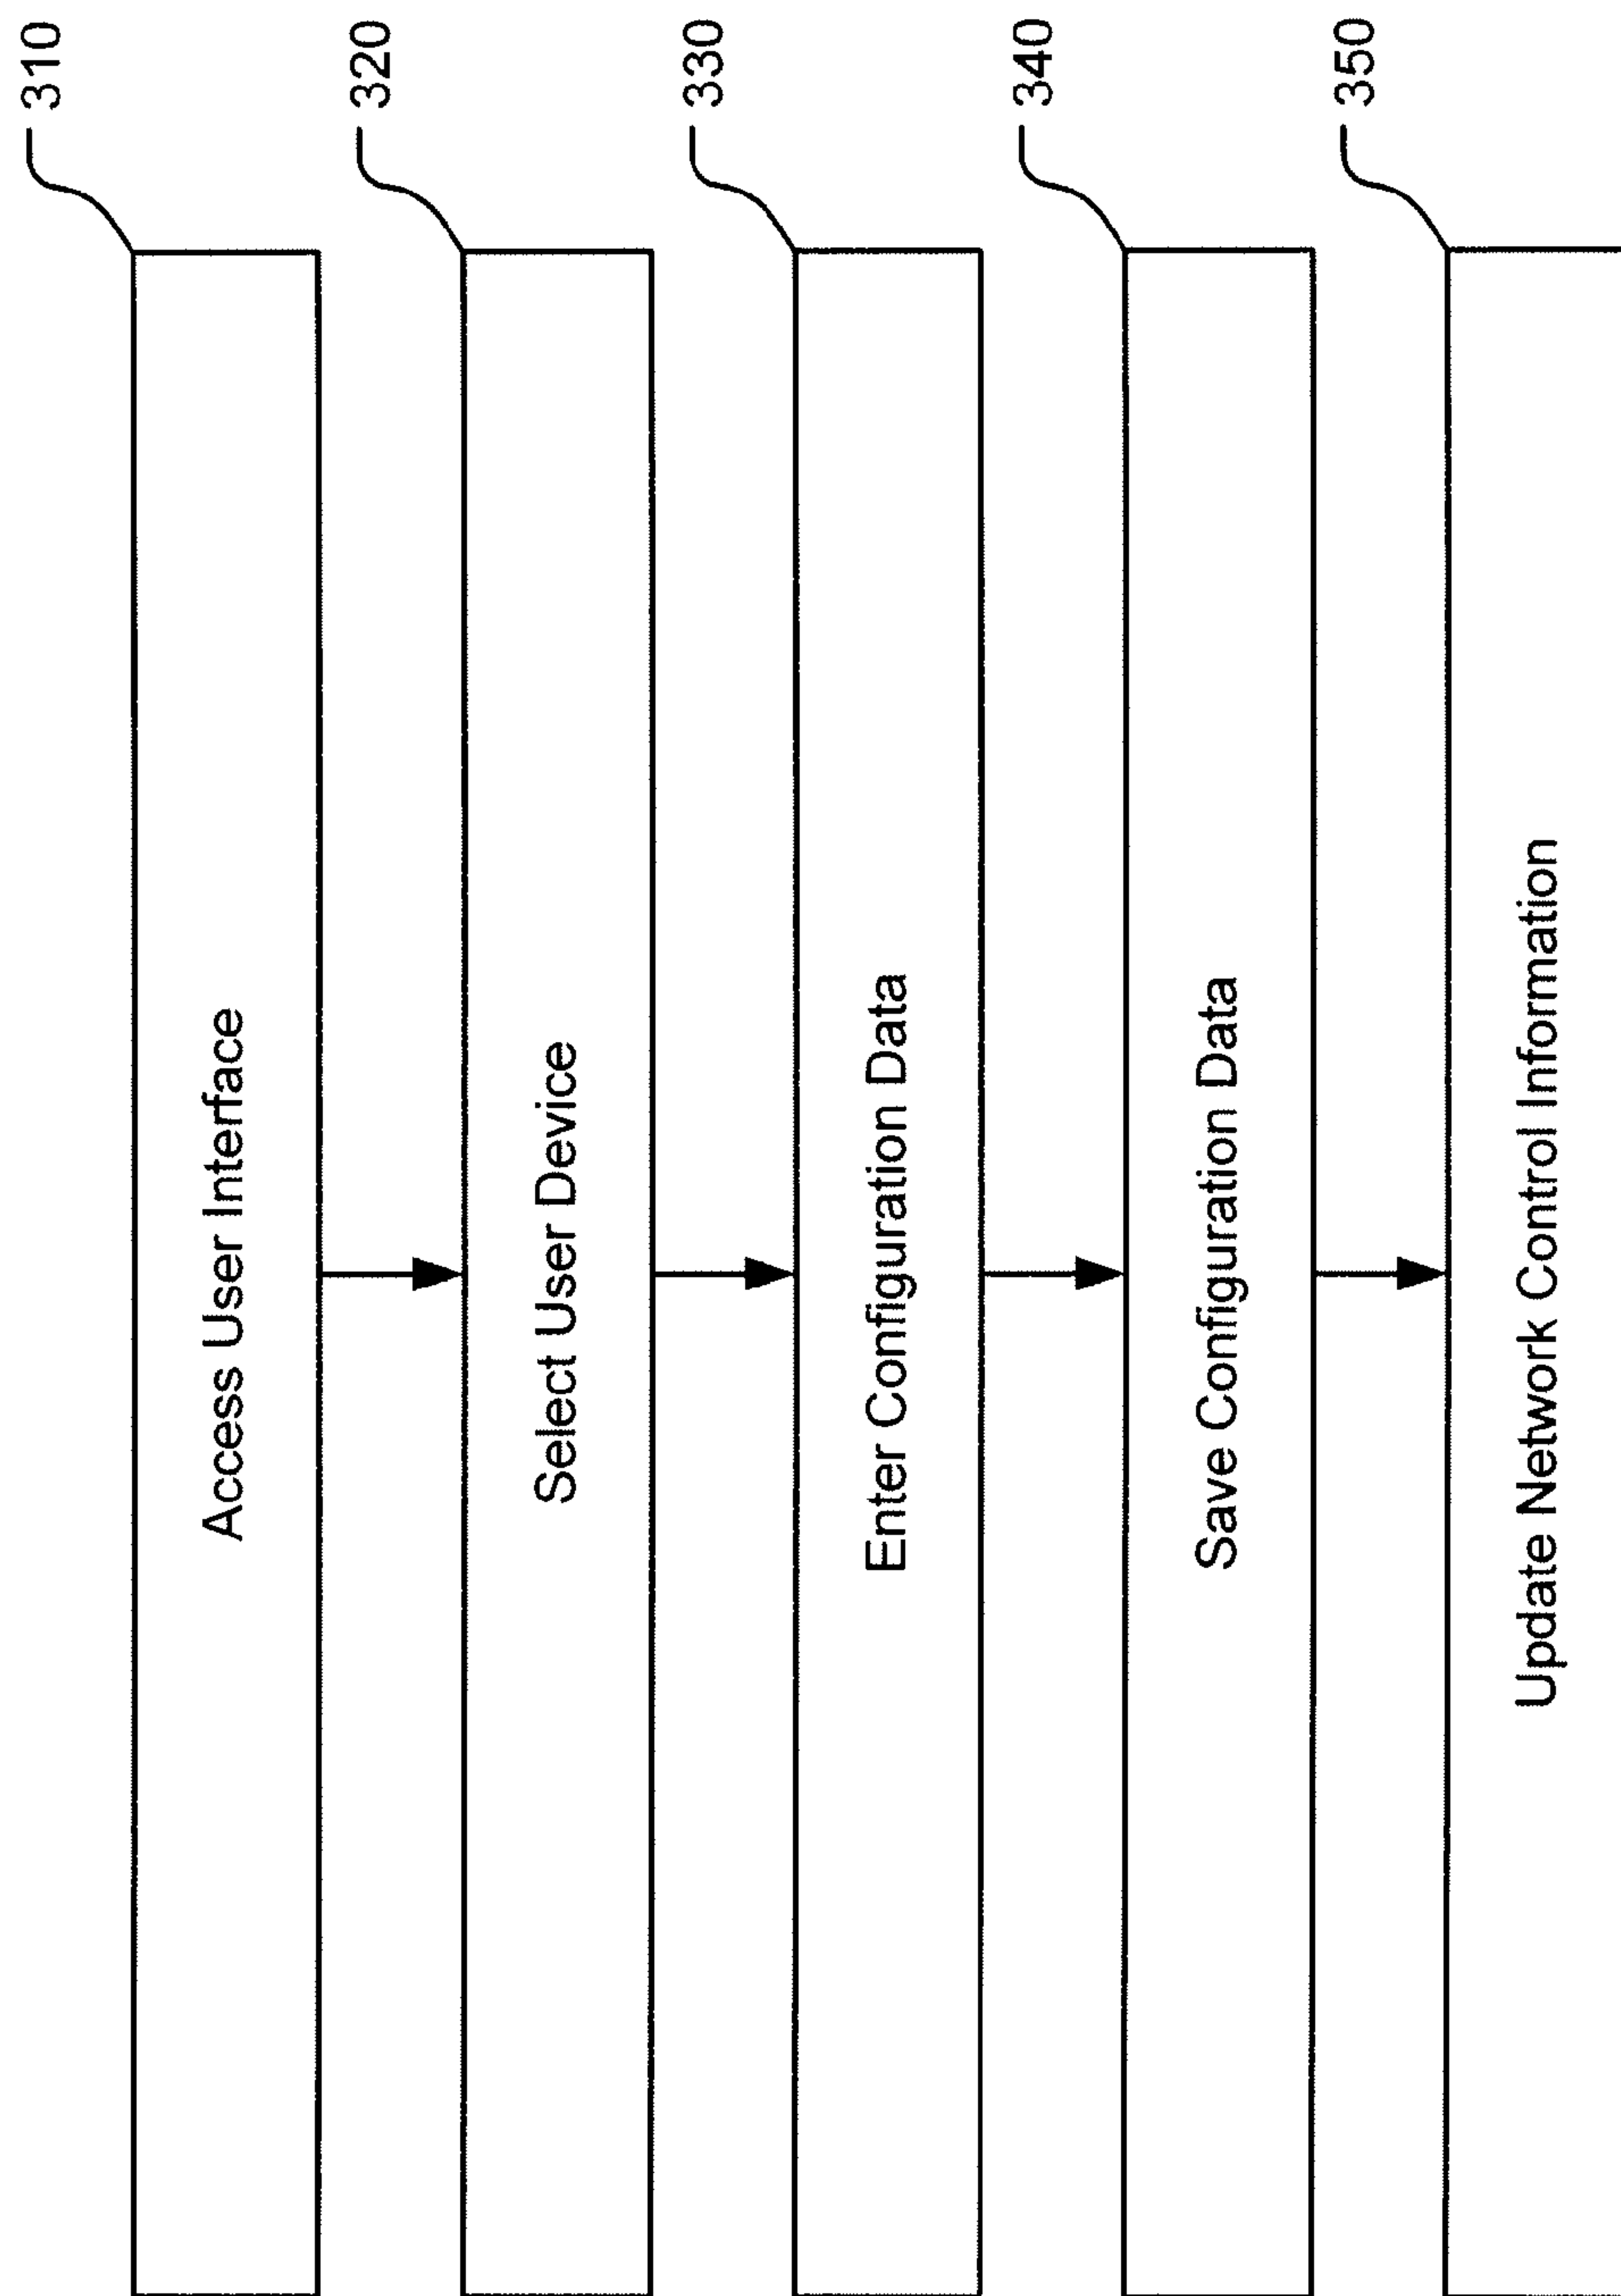 310
Access User Interface
320
Select User Device
330
Enter Configuration Data
340
Save Configuration Data
350
Update Network Control Information